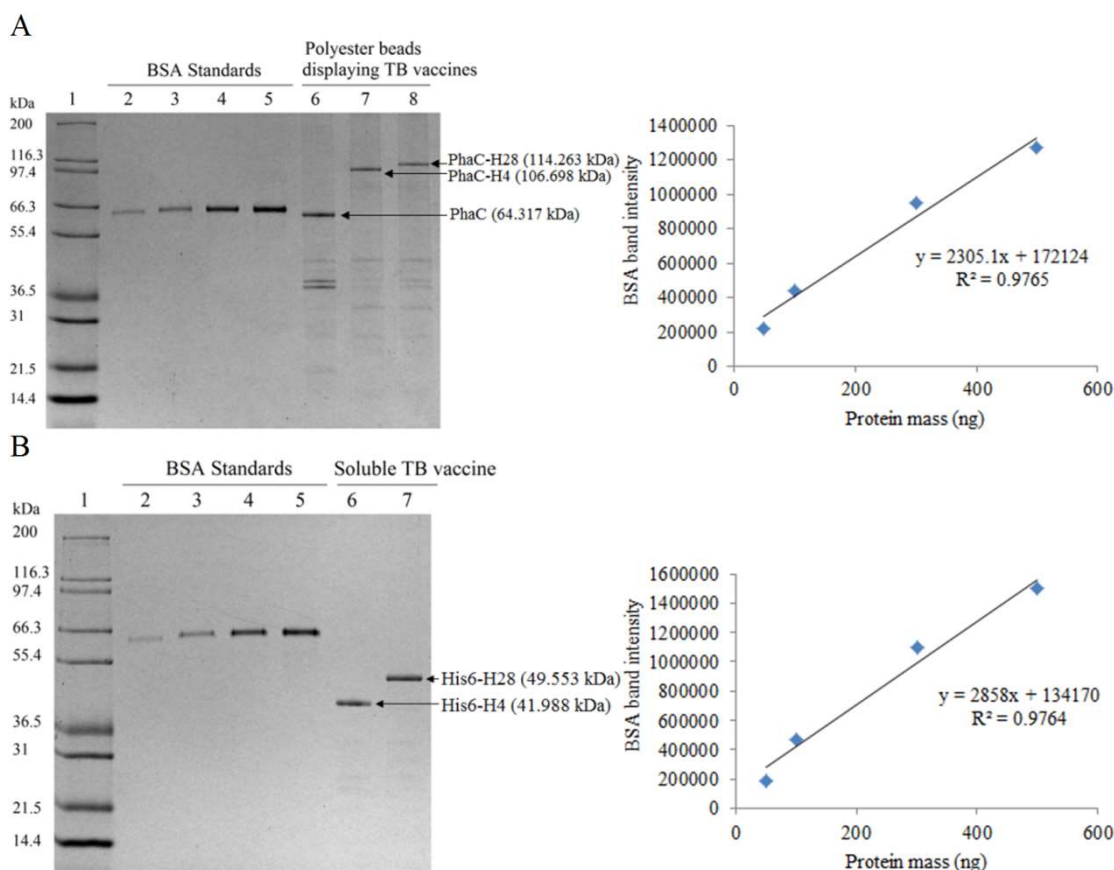 A
Polyester beads
BSA Standards displaying TB vaccines
kDa 1 2 3 4 5 6 7 8
200
116.3
97.4
66.3
55.4
36.5
31
21.5
14.4
PhaC-H28 (114.263 kDa)
PhaC-H4 (106.698 kDa)
PhaC (64.317 kDa)
BSA band intensity
1400000
1200000
1000000
800000
600000
400000
200000
0
y = 2305.1x + 172124
R² = 0.9765
0 200 400 600
Protein mass (ng)
B
BSA Standards Soluble TB vaccine
kDa 1 2 3 4 5 6 7
200
116.3
97.4
66.3
55.4
36.5
31
21.5
14.4
His6-H28 (49.553 kDa)
His6-H4 (41.988 kDa)
BSA band intensity
1600000
1400000
1200000
1000000
800000
600000
400000
200000
0
y = 2858x + 134170
R² = 0.9764
0 200 400 600
Protein mass (ng)